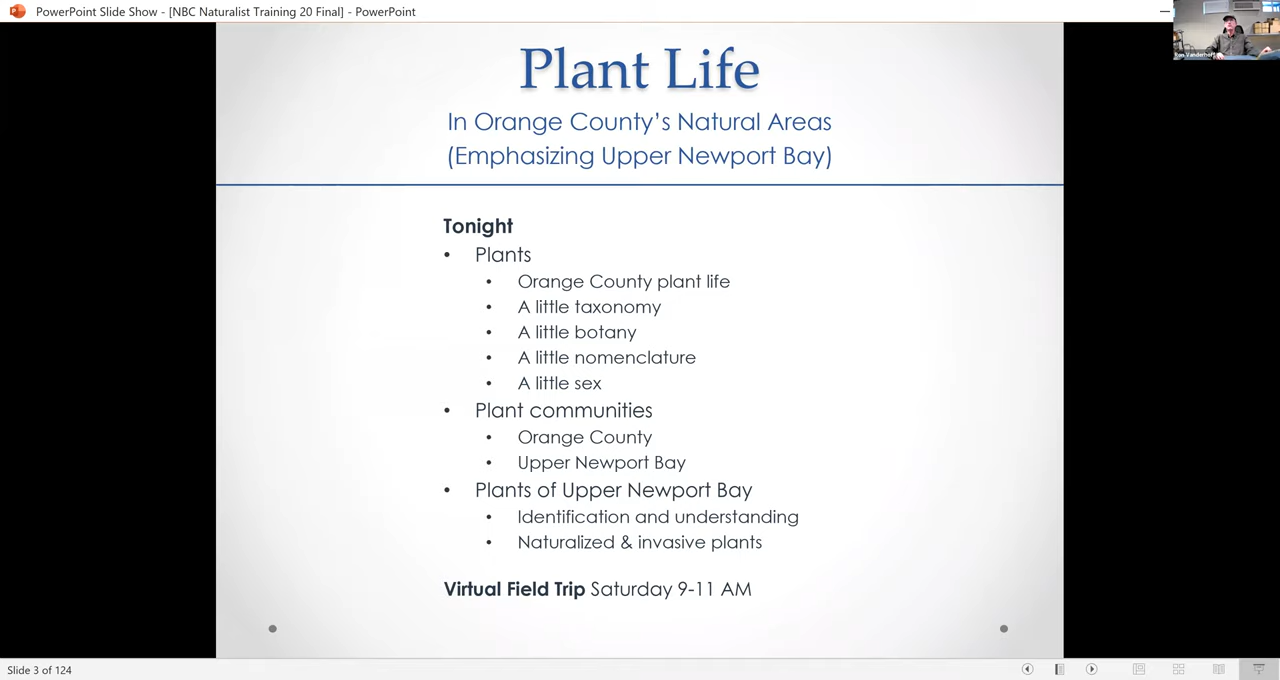 PowerPoint Slide Show - [NBC Naturalist Training 20 Final] - PowerPoint
Ron Vanderhoff
Plant Life
In Orange County's Natural Areas
(Emphasizing Upper Newport Bay)
Tonight
• Plants
• Orange County plant life
• A little taxonomy
• A little botany
• A little nomenclature
• A little sex
• Plant communities
• Orange County
• Upper Newport Bay
• Plants of Upper Newport Bay
• Identification and understanding
• Naturalized & invasive plants
Virtual Field Trip Saturday 9-11 AM
Slide 3 of 124